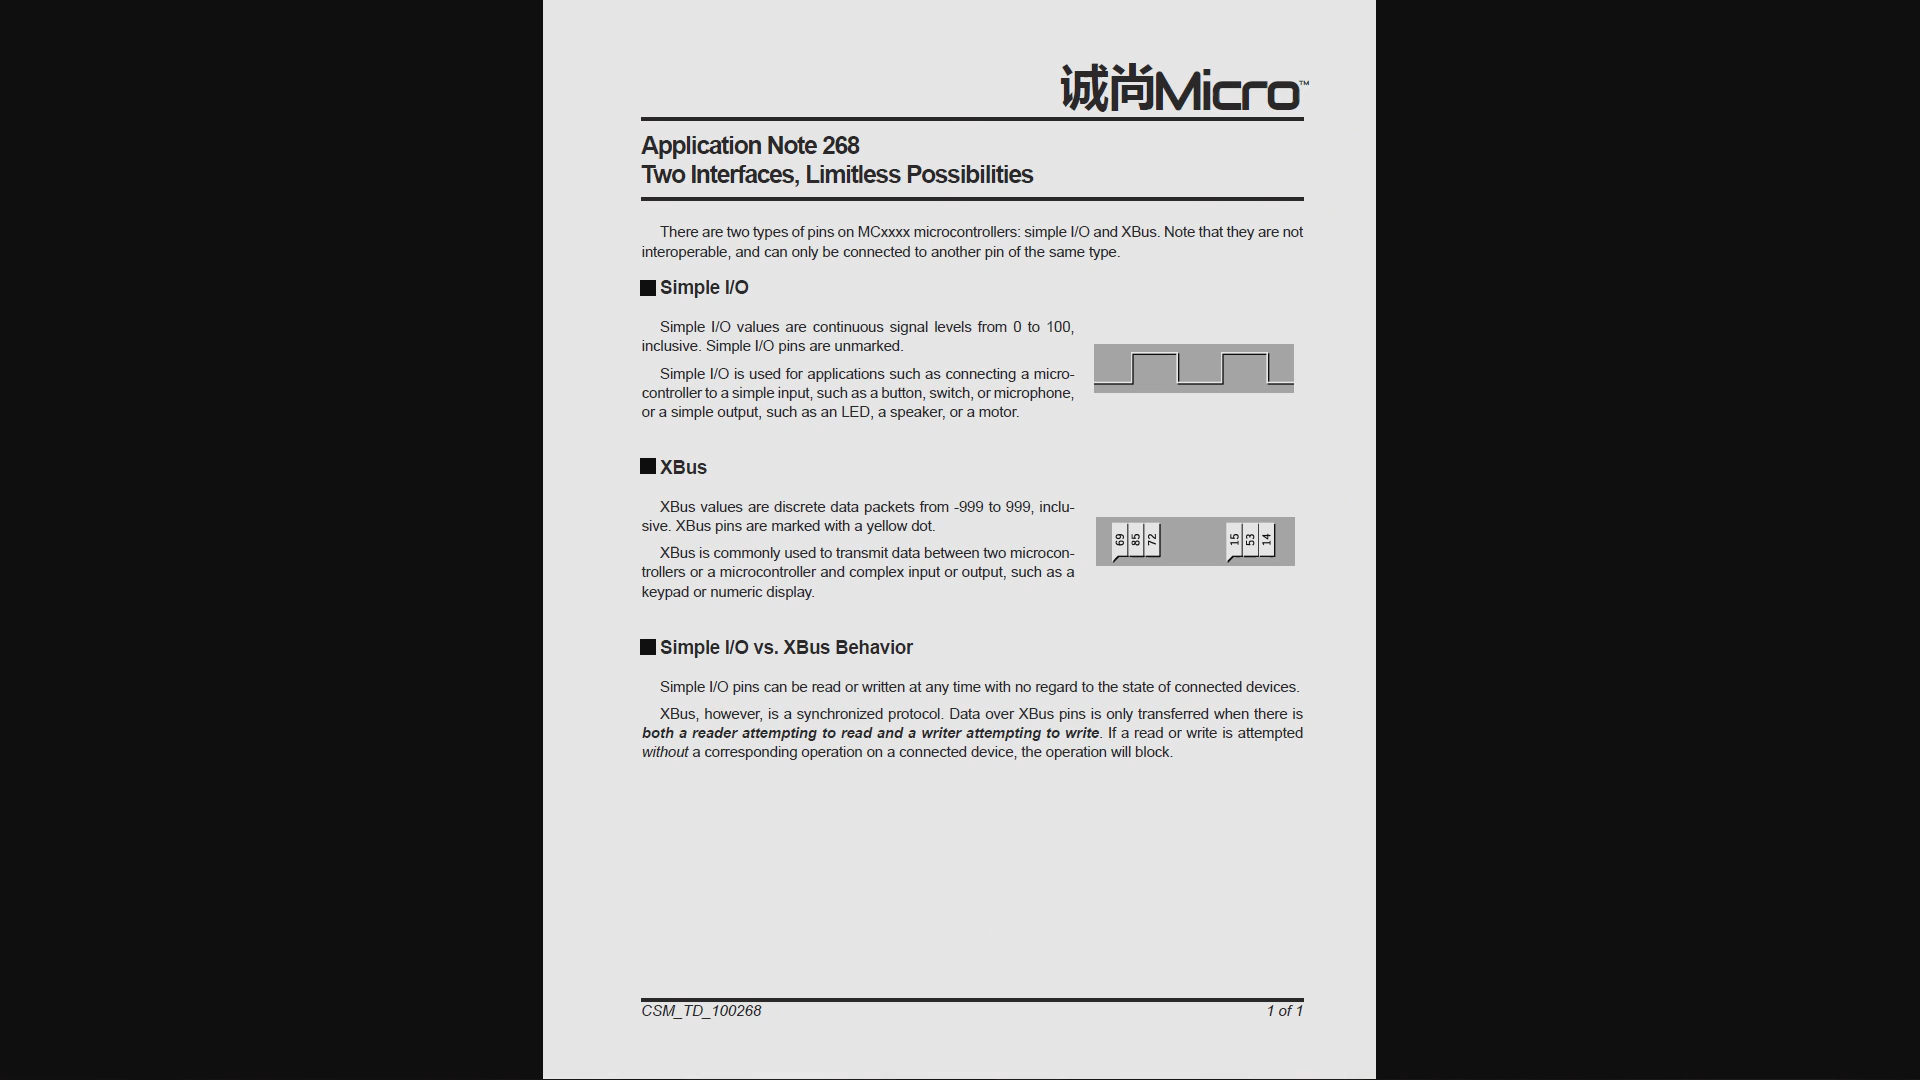 诚尚Micro™
Application Note 268
Two Interfaces, Limitless Possibilities
There are two types of pins on MCxxxx microcontrollers: simple I/O and XBus. Note that they are not
interoperable, and can only be connected to another pin of the same type.
Simple I/O
Simple I/O values are continuous signal levels from 0 to 100,
inclusive. Simple I/O pins are unmarked.
Simple I/O is used for applications such as connecting a micro-
controller to a simple input, such as a button, switch, or microphone,
or a simple output, such as an LED, a speaker, or a motor.
XBus
XBus values are discrete data packets from -999 to 999, inclu-
sive. XBus pins are marked with a yellow dot.
XBus is commonly used to transmit data between two microcon-
trollers or a microcontroller and complex input or output, such as a
keypad or numeric display.
69
85
72
15
53
14
Simple I/O vs. XBus Behavior
Simple I/O pins can be read or written at any time with no regard to the state of connected devices.
XBus, however, is a synchronized protocol. Data over XBus pins is only transferred when there is
both a reader attempting to read and a writer attempting to write. If a read or write is attempted
without a corresponding operation on a connected device, the operation will block.
CSM_TD_100268
1 of 1